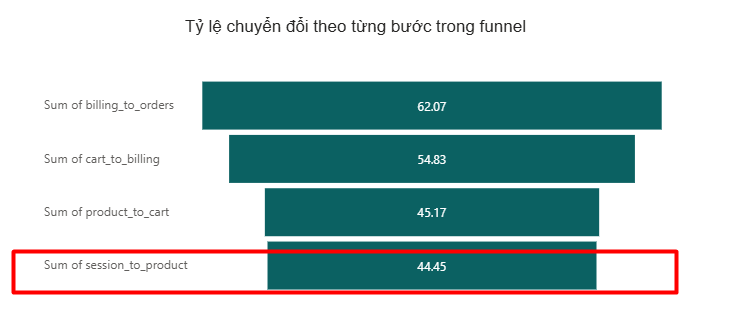 Tỷ lệ chuyển đổi theo từng bước trong funnel
Sum of billing_to_orders 62.07
Sum of cart_to_billing 54.83
Sum of product_to_cart 45.17
Sum of session_to_product 44.45